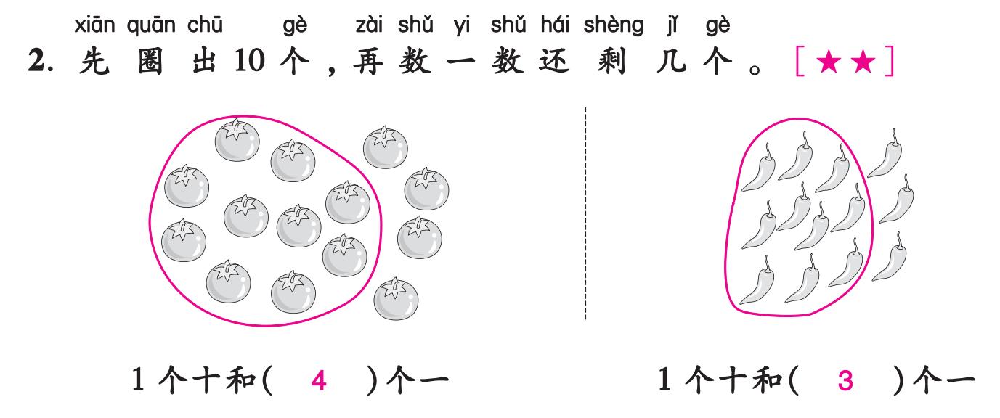 xiān quān chū gè zài shǔ yi shǔ hái shèng jǐ gè
2. 先圈出10个,再数一数还剩几个。[★★]
1个十和( 4 )个一 1个十和( 3 )个一